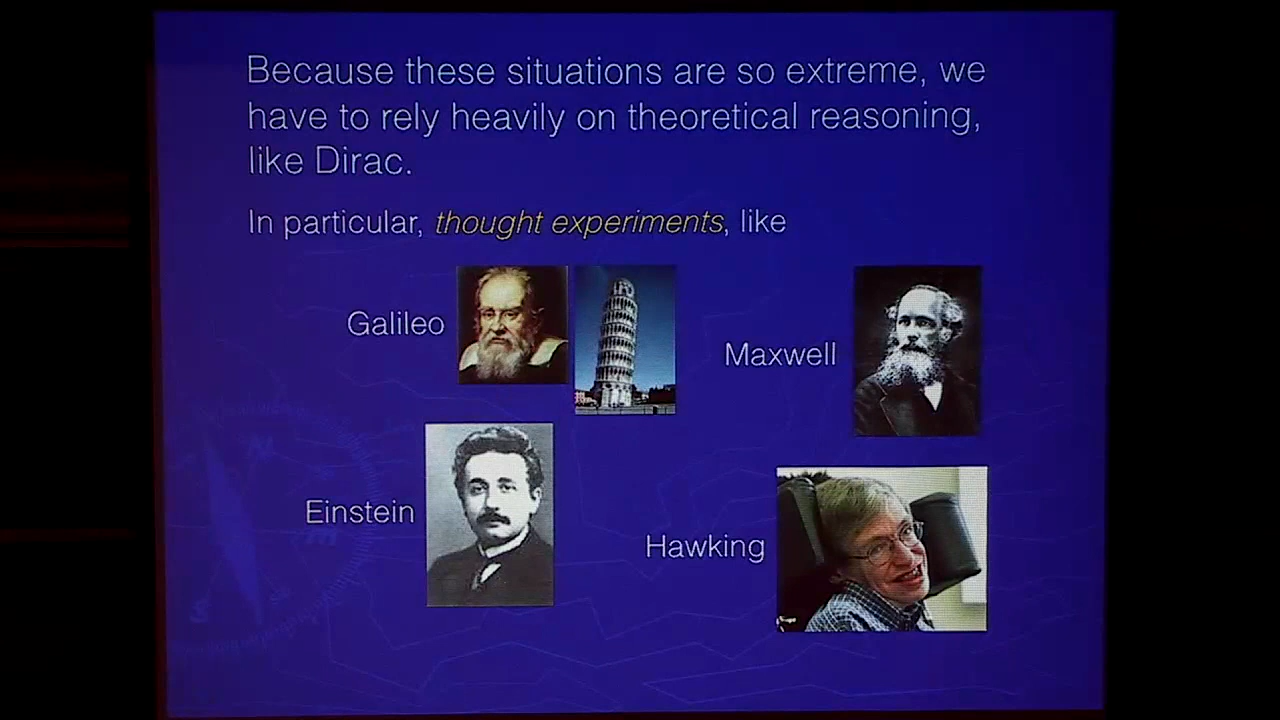 Because these situations are so extreme, we
have to rely heavily on theoretical reasoning,
like Dirac.
In particular, thought experiments, like
Galileo
Maxwell
Einstein
Hawking